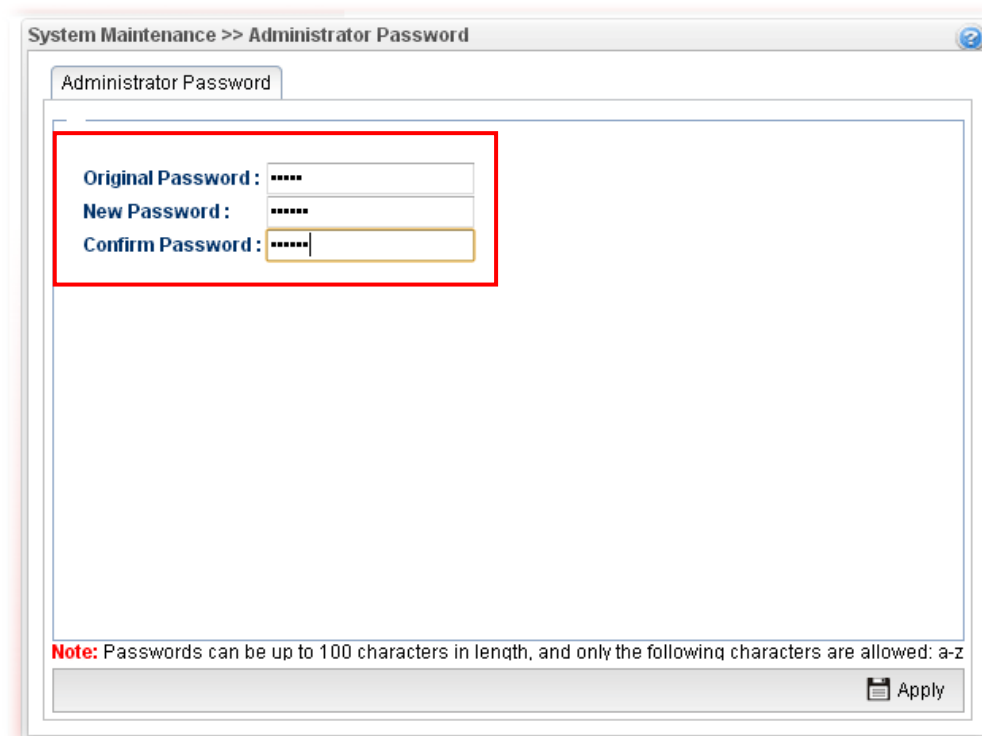 System Maintenance >> Administrator Password
Administrator Password
Original Password : •••••
New Password : ••••••
Confirm Password : ••••••
Note: Passwords can be up to 100 characters in length, and only the following characters are allowed: a-z
Apply